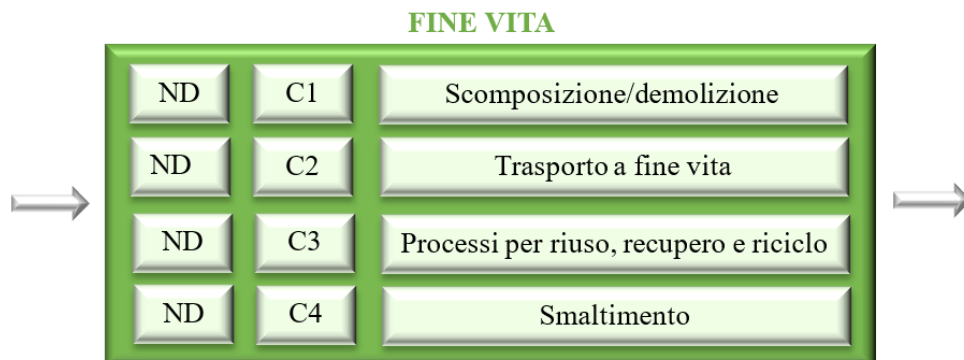 FINE VITA
ND C1 Scomposizione/demolizione
ND C2 Trasporto a fine vita
ND C3 Processi per riuso, recupero e riciclo
ND C4 Smaltimento